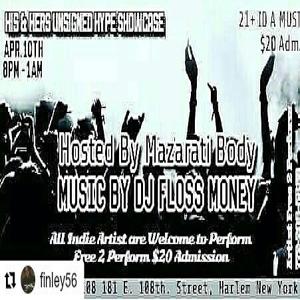 HIS & HERS UNSIGNED HYPE SHOWCASE
APR.10TH
8PM -1AM
21+ ID A MUST
$20 Adm
Hosted By Mazarati Body
MUSIC BY DJ FLOSS MONEY
All Indie Artist are Welcome to Perform
Free 2 Perform $20 Admission
08 181 E. 108th. Street, Harlem New York
finley56